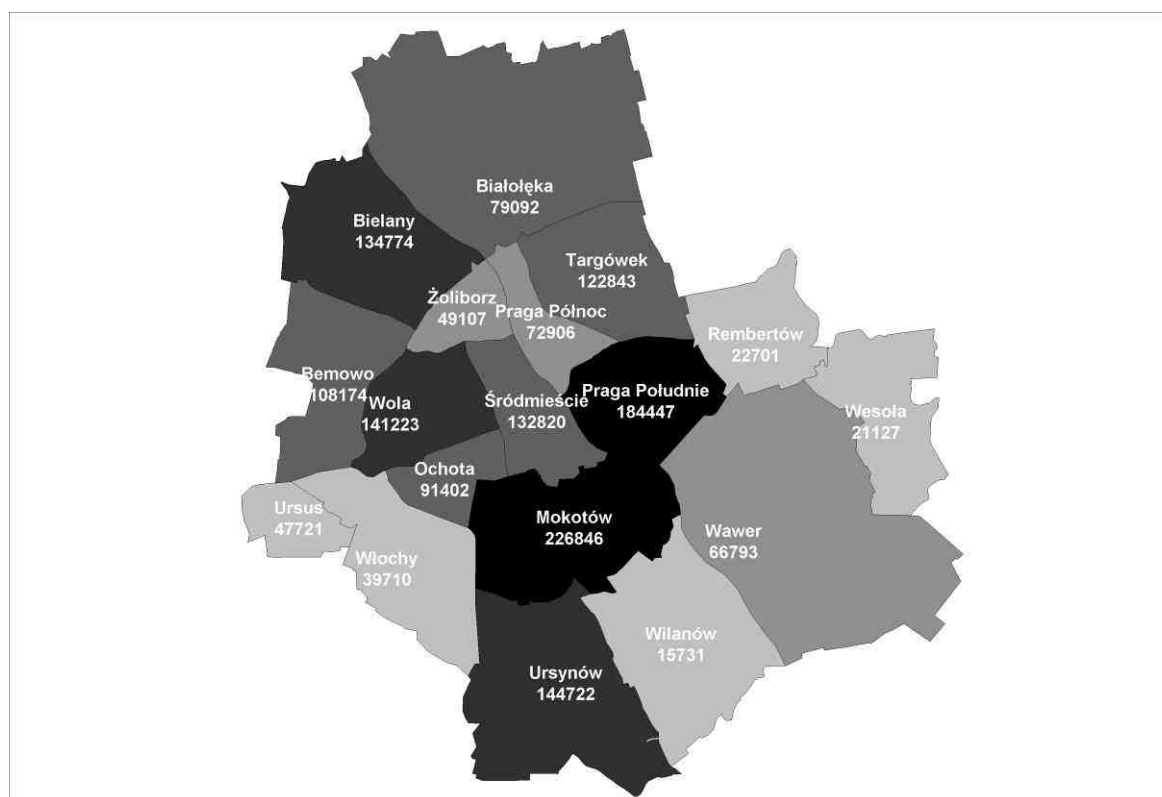 Białołęka
79092
Bielany
134774
Targówek
122843
Żoliborz
49107
Praga Północ
72906
Rembertów
22701
Bemowo
108174
Wola
141223
Śródmieście
132820
Praga Południe
184447
Wesoła
21127
Ochota
91402
Ursus
47721
Włochy
39710
Mokotów
226846
Wawer
66793
Ursynów
144722
Wilanów
15731